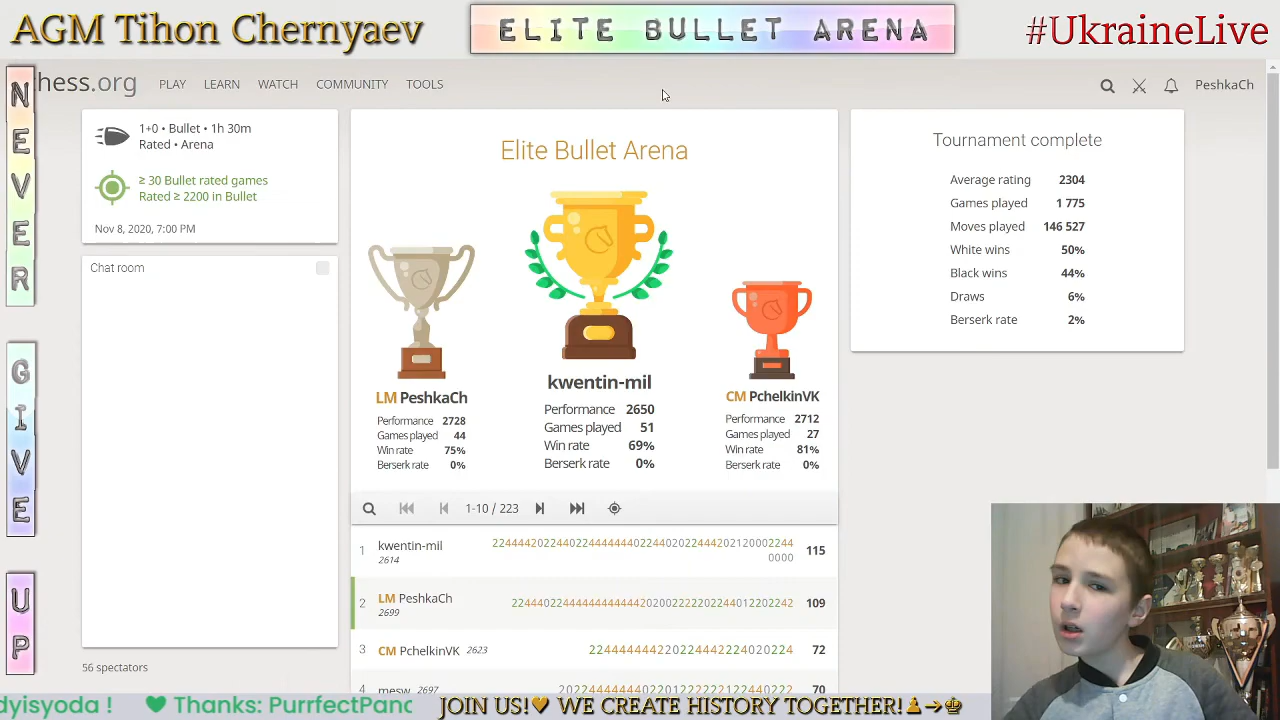 AGM Tihon Chernyaev
ELITE BULLET ARENA
#UkraineLive
NEVER
GIVE
UP
hess.org
PLAY
LEARN
WATCH
COMMUNITY
TOOLS
PeshkaCh
1+0 • Bullet • 1h 30m
Rated • Arena
≥ 30 Bullet rated games
Rated ≥ 2200 in Bullet
Nov 8, 2020, 7:00 PM
Chat room
56 spectators
Elite Bullet Arena
LM PeshkaCh
Performance 2728
Games played 44
Win rate 75%
Berserk rate 0%
kwentin-mil
Performance 2650
Games played 51
Win rate 69%
Berserk rate 0%
CM PchelkinVK
Performance 2712
Games played 27
Win rate 81%
Berserk rate 0%
1-10 / 223
1 kwentin-mil 115
2614
2 LM PeshkaCh 109
2699
3 CM PchelkinVK 2623 72
4 mesw 2697 70
Tournament complete
Average rating 2304
Games played 1 775
Moves played 146 527
White wins 50%
Black wins 44%
Draws 6%
Berserk rate 2%
dyisyoda ! Thanks: PurrfectPanc
JOIN US! WE CREATE HISTORY TOGETHER!